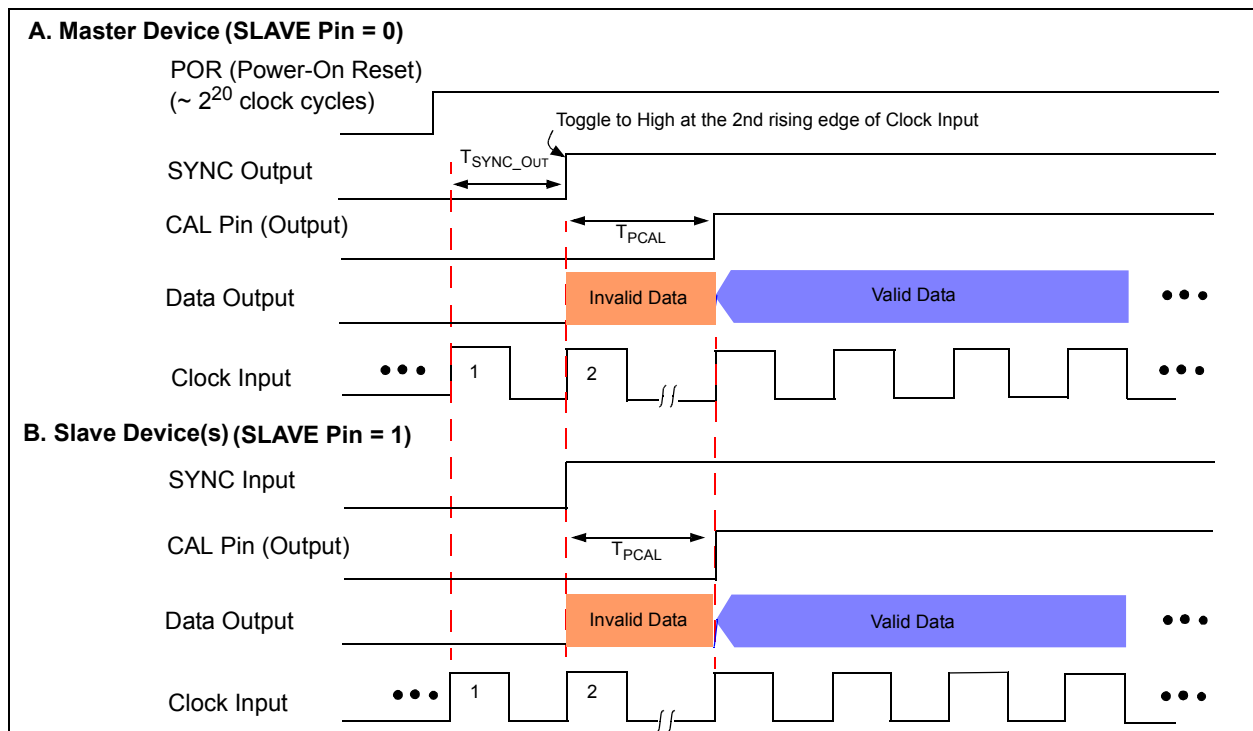 A. Master Device (SLAVE Pin = 0)
POR (Power-On Reset)
(~ 2²⁰ clock cycles)
Toggle to High at the 2nd rising edge of Clock Input
T_SYNC_OUT
SYNC Output
CAL Pin (Output)
T_PCAL
Data Output
Invalid Data
Valid Data
•••
Clock Input
•••
1
2
•••
B. Slave Device(s) (SLAVE Pin = 1)
SYNC Input
CAL Pin (Output)
T_PCAL
Data Output
Invalid Data
Valid Data
•••
Clock Input
•••
1
2
•••